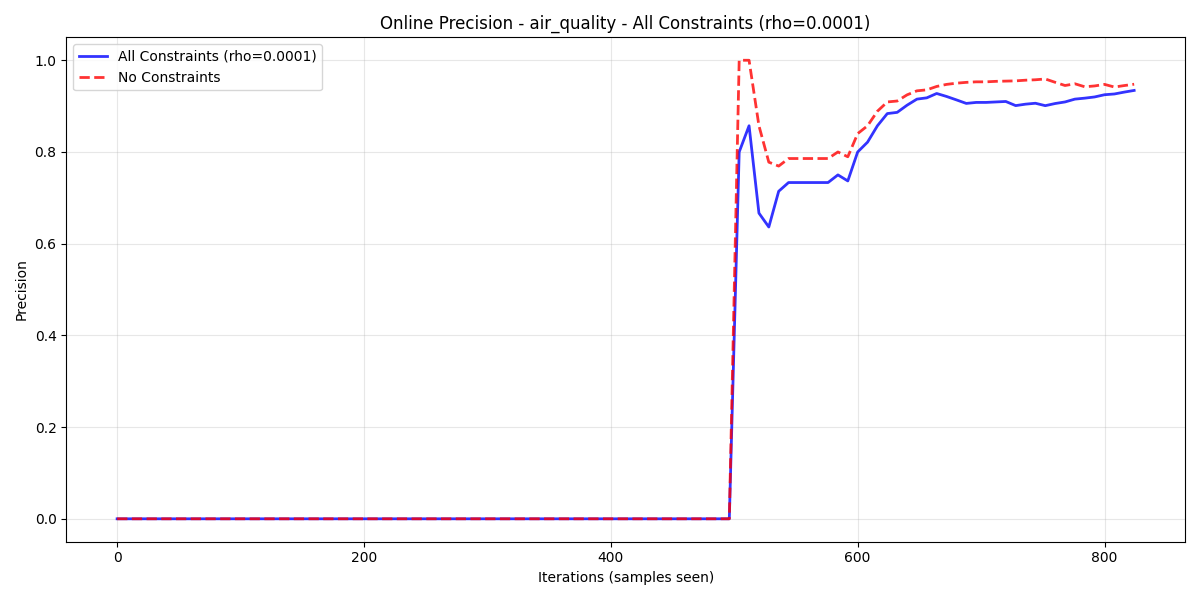 Online Precision - air_quality - All Constraints (rho=0.0001)
All Constraints (rho=0.0001)
No Constraints
Precision
1.0
0.8
0.6
0.4
0.2
0.0
0 200 400 600 800
Iterations (samples seen)